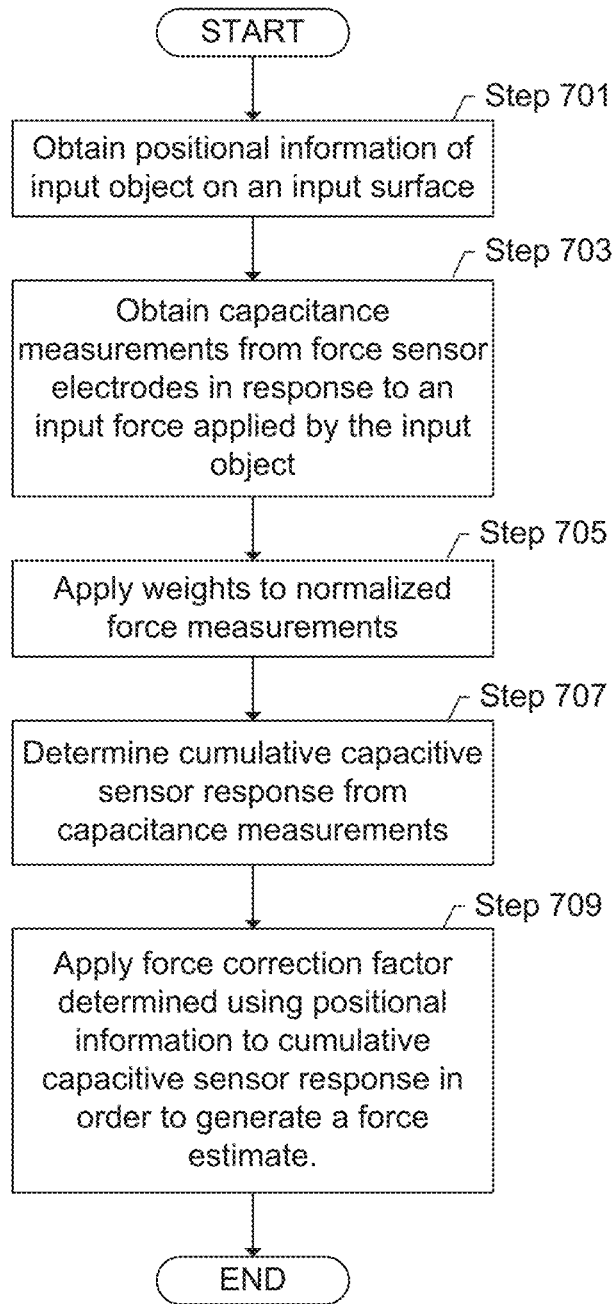 START
Step 701
Obtain positional information of
input object on an input surface
Step 703
Obtain capacitance
measurements from force sensor
electrodes in response to an
input force applied by the input
object
Step 705
Apply weights to normalized
force measurements
Step 707
Determine cumulative capacitive
sensor response from
capacitance measurements
Step 709
Apply force correction factor
determined using positional
information to cumulative
capacitive sensor response in
order to generate a force
estimate.
END